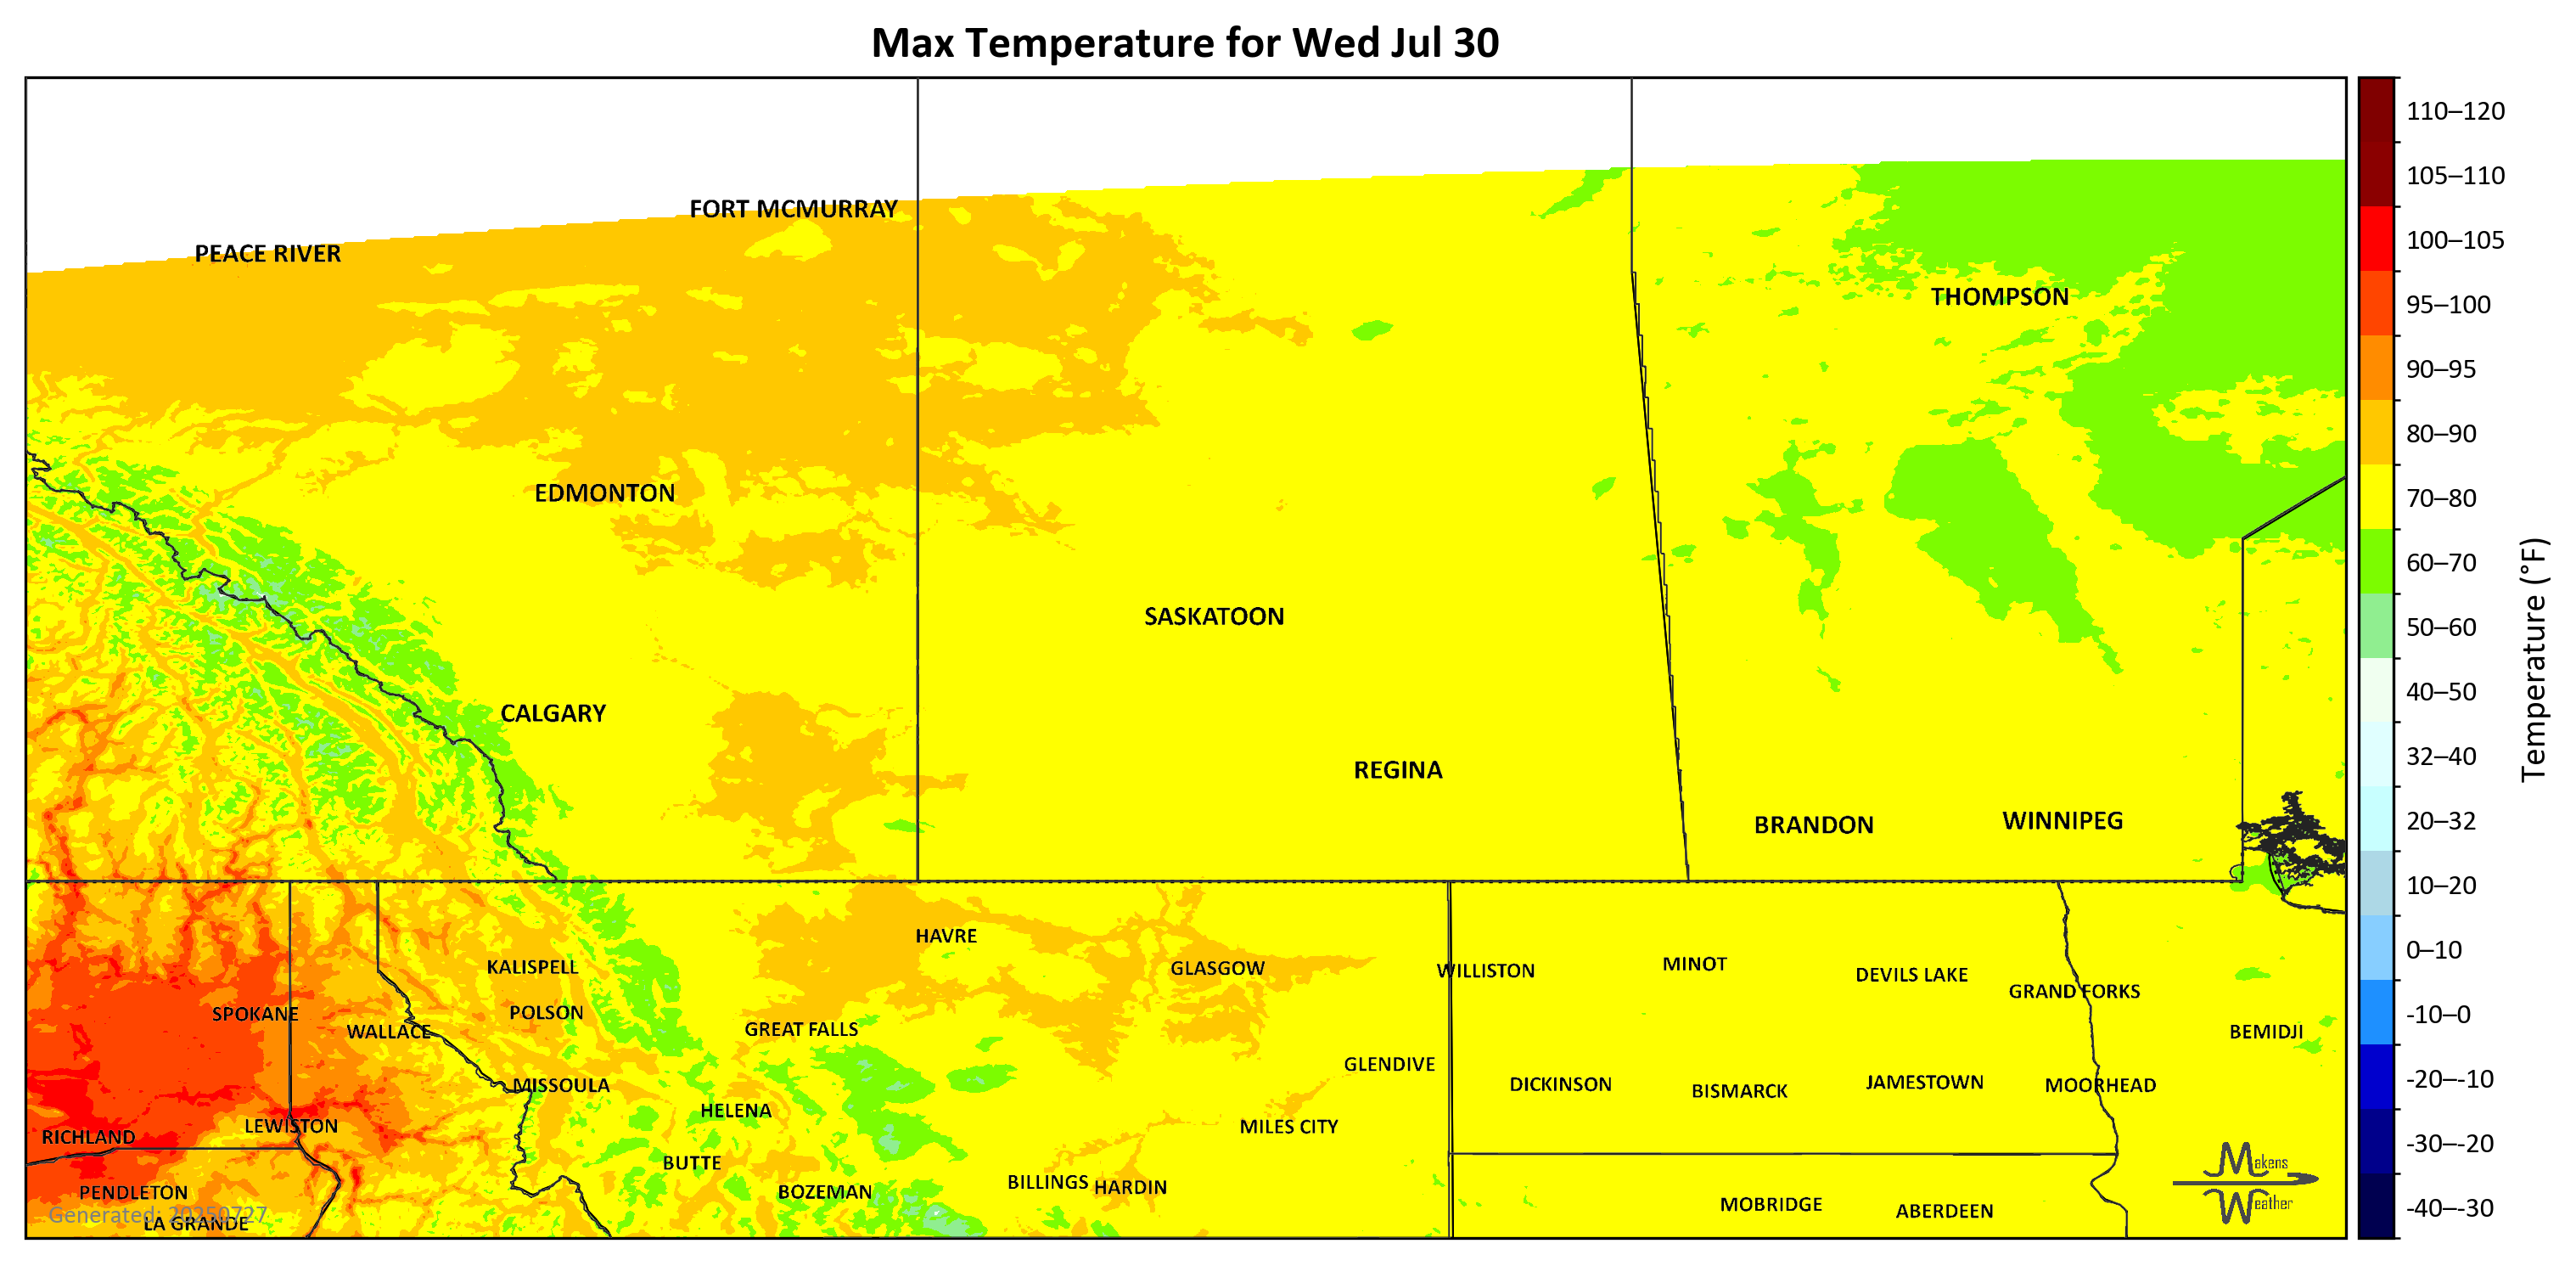 Max Temperature for Wed Jul 30
110–120
105–110
100–105
95–100
90–95
80–90
70–80
60–70
50–60
40–50
32–40
20–32
10–20
0–10
-10–0
-20–-10
-30–-20
-40–-30
Temperature (°F)
FORT MCMURRAY
PEACE RIVER
THOMPSON
EDMONTON
SASKATOON
CALGARY
REGINA
BRANDON
WINNIPEG
HAVRE
KALISPELL
GLASGOW
WILLISTON
MINOT
DEVILS LAKE
GRAND FORKS
SPOKANE
POLSON
WALLACE
GREAT FALLS
BEMIDJI
GLENDIVE
MISSOULA
DICKINSON
BISMARCK
JAMESTOWN
MOORHEAD
HELENA
LEWISTON
MILES CITY
RICHLAND
BUTTE
BOZEMAN
BILLINGS
HARDIN
PENDLETON
MOBRIDGE
ABERDEEN
LA GRANDE
Generated: 20250727
Makens
Weather